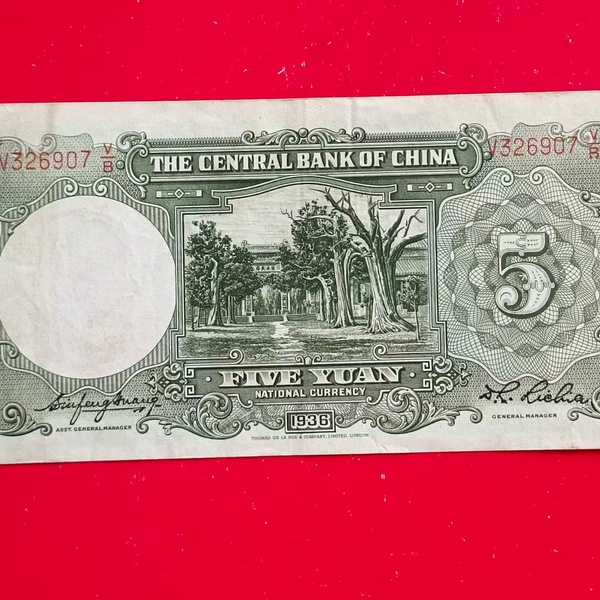 V326907 V/B
THE CENTRAL BANK OF CHINA
V326907 V/B
5
FIVE YUAN
NATIONAL CURRENCY
ASST. GENERAL MANAGER
1936
GENERAL MANAGER
THOMAS DE LA RUE & COMPANY, LIMITED, LONDON